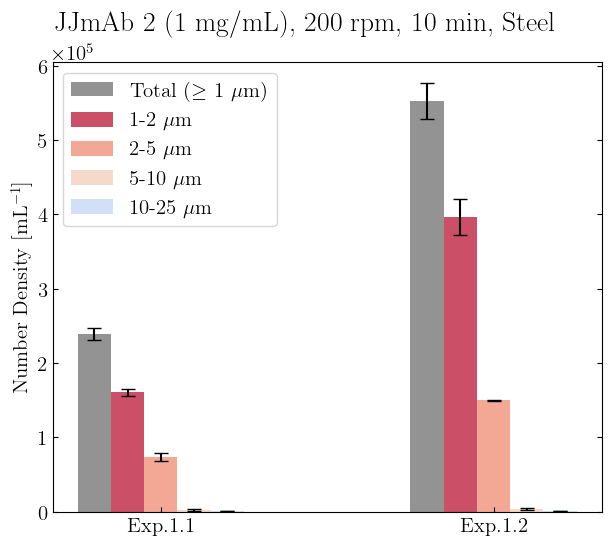 JJmAb 2 (1 mg/mL), 200 rpm, 10 min, Steel
×10⁵
6
5
4
3
2
1
0
Number Density [mL⁻¹]
Total (≥ 1 μm)
1-2 μm
2-5 μm
5-10 μm
10-25 μm
Exp.1.1
Exp.1.2